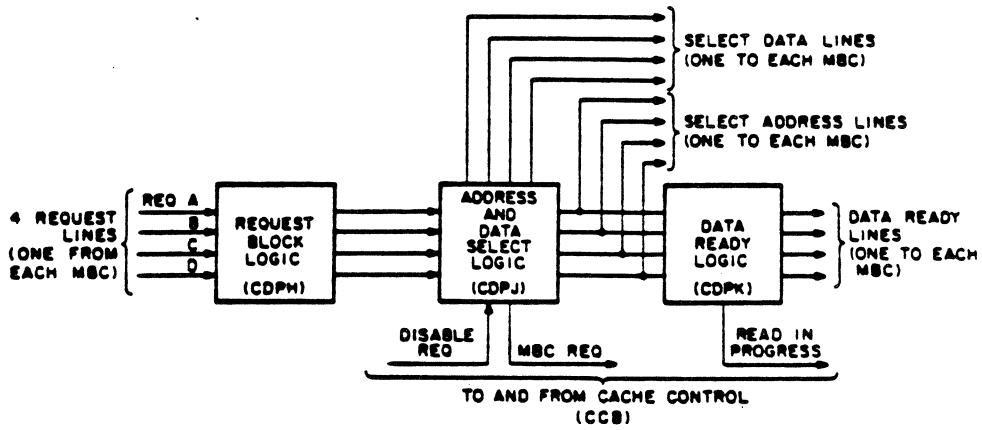 SELECT DATA LINES
(ONE TO EACH MBC)
SELECT ADDRESS LINES
(ONE TO EACH MBC)
4 REQUEST
LINES
(ONE FROM
EACH MBC)
REQ A
B
C
D
REQUEST
BLOCK
LOGIC
(CDPH)
ADDRESS
AND
DATA
SELECT
LOGIC
(CDPJ)
DATA
READY
LOGIC
(CDPK)
DATA READY
LINES
(ONE TO EACH
MBC)
DISABLE
REQ
MBC REQ
READ IN
PROGRESS
TO AND FROM CACHE CONTROL
(CCB)